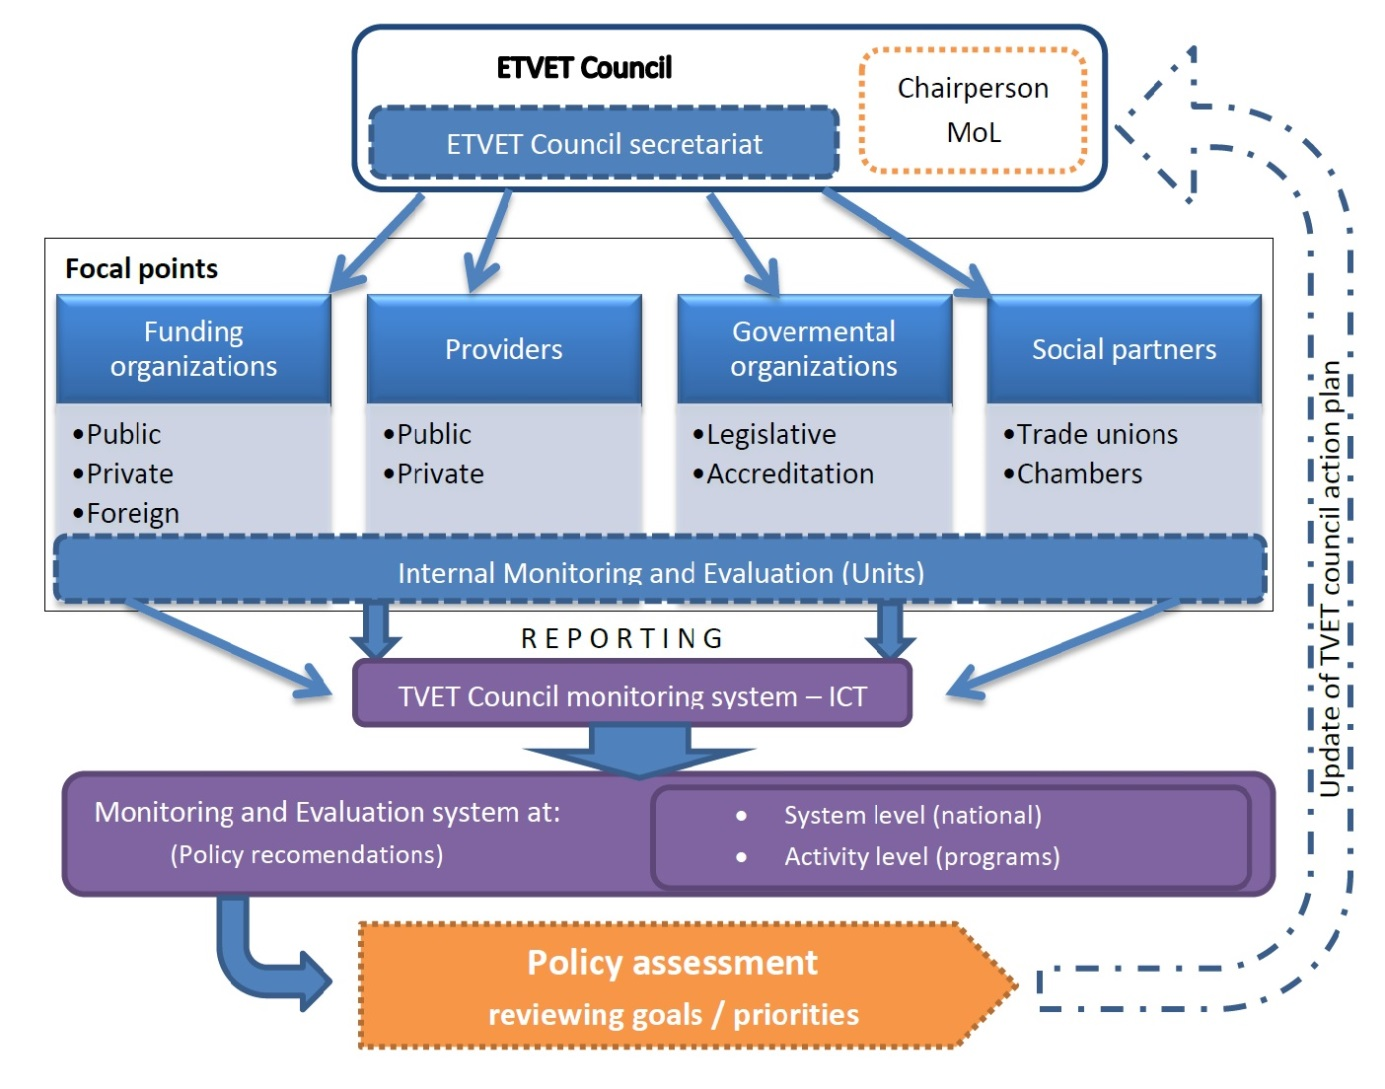 ETVET Council
ETVET Council secretariat
Chairperson
MoL
Focal points
Funding
organizations
•Public
•Private
•Foreign
Providers
•Public
•Private
Govermental
organizations
•Legislative
•Accreditation
Social partners
•Trade unions
•Chambers
Internal Monitoring and Evaluation (Units)
REPORTING
TVET Council monitoring system – ICT
Monitoring and Evaluation system at:
(Policy recomendations)
• System level (national)
• Activity level (programs)
Policy assessment
reviewing goals / priorities
Update of TVET council action plan